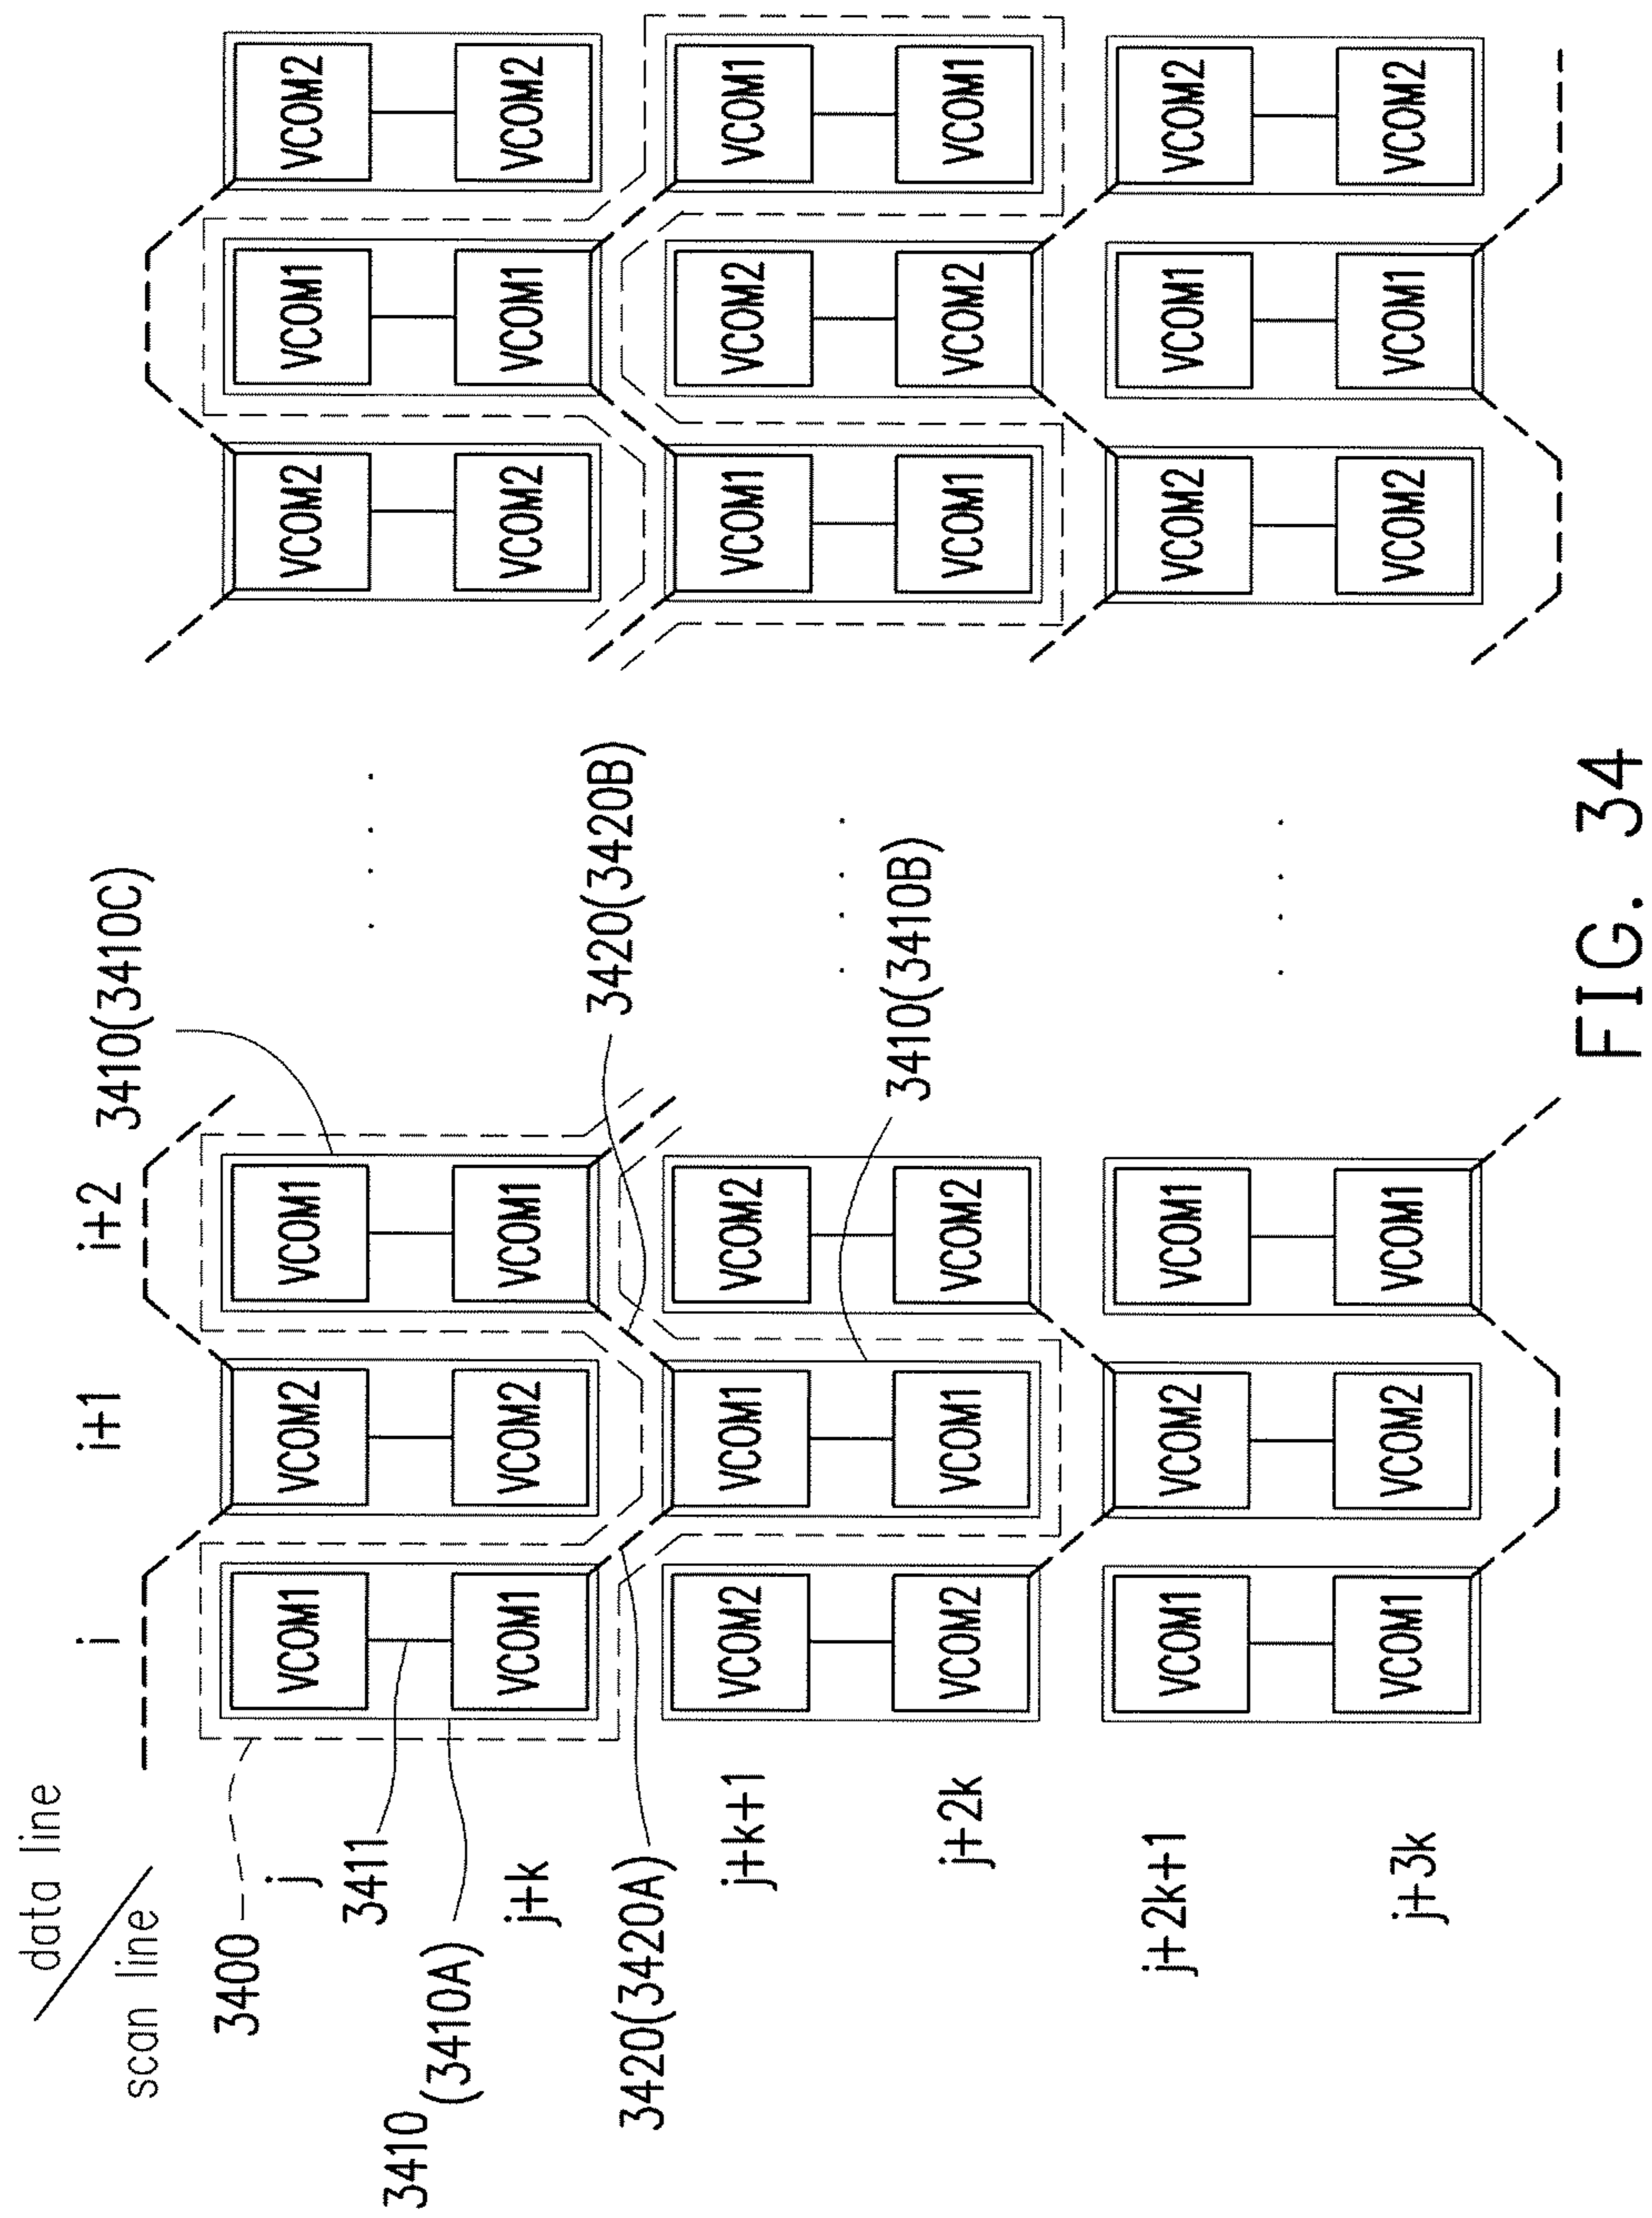 data line
i i+1 i+2
3410(3410C)
scan line
3400
j VCOM1 VCOM2 VCOM1 VCOM2 VCOM1 VCOM2
3411
3410
(3410A)
j+k VCOM1 VCOM2 VCOM1 VCOM2 VCOM1 VCOM2
3420(3420B)
3420(3420A)
j+k+1 VCOM2 VCOM1 VCOM2 VCOM1 VCOM2 VCOM1
3410(3410B)
j+2k VCOM2 VCOM1 VCOM2 VCOM1 VCOM2 VCOM1
j+2k+1 VCOM1 VCOM2 VCOM1 VCOM2 VCOM1 VCOM2
j+3k VCOM1 VCOM2 VCOM1 VCOM2 VCOM1 VCOM2
FIG. 34